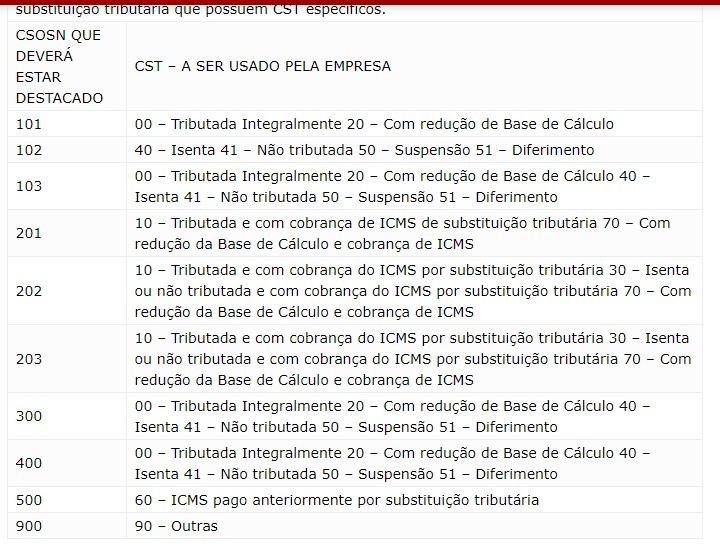 substituição tributária que possuem CST específicos.
CSOSN QUE
DEVERÁ
ESTAR
DESTACADO
CST – A SER USADO PELA EMPRESA
101
00 – Tributada Integralmente 20 – Com redução de Base de Cálculo
102
40 – Isenta 41 – Não tributada 50 – Suspensão 51 – Diferimento
103
00 – Tributada Integralmente 20 – Com redução de Base de Cálculo 40 –
Isenta 41 – Não tributada 50 – Suspensão 51 – Diferimento
201
10 – Tributada e com cobrança de ICMS de substituição tributária 70 – Com
redução da Base de Cálculo e cobrança de ICMS
202
10 – Tributada e com cobrança do ICMS por substituição tributária 30 – Isenta
ou não tributada e com cobrança do ICMS por substituição tributária 70 – Com
redução da Base de Cálculo e cobrança de ICMS
203
10 – Tributada e com cobrança do ICMS por substituição tributária 30 – Isenta
ou não tributada e com cobrança do ICMS por substituição tributária 70 – Com
redução da Base de Cálculo e cobrança de ICMS
300
00 – Tributada Integralmente 20 – Com redução de Base de Cálculo 40 –
Isenta 41 – Não tributada 50 – Suspensão 51 – Diferimento
400
00 – Tributada Integralmente 20 – Com redução de Base de Cálculo 40 –
Isenta 41 – Não tributada 50 – Suspensão 51 – Diferimento
500
60 – ICMS pago anteriormente por substituição tributária
900
90 – Outras